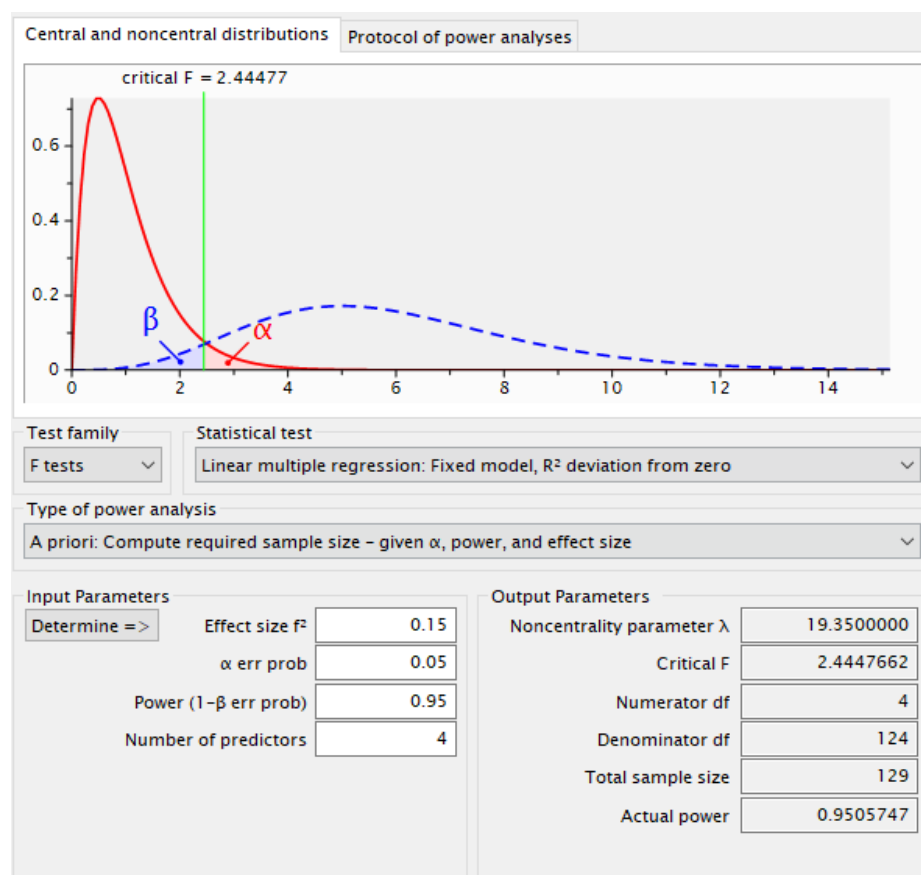 Central and noncentral distributions Protocol of power analyses
critical F = 2.44477
0.6
0.4
0.2
0
β
α
0 2 4 6 8 10 12 14
Test family Statistical test
F tests Linear multiple regression: Fixed model, R² deviation from zero
Type of power analysis
A priori: Compute required sample size – given α, power, and effect size
Input Parameters Output Parameters
Determine => Effect size f² 0.15 Noncentrality parameter λ 19.3500000
α err prob 0.05 Critical F 2.4447662
Power (1-β err prob) 0.95 Numerator df 4
Number of predictors 4 Denominator df 124
Total sample size 129
Actual power 0.9505747